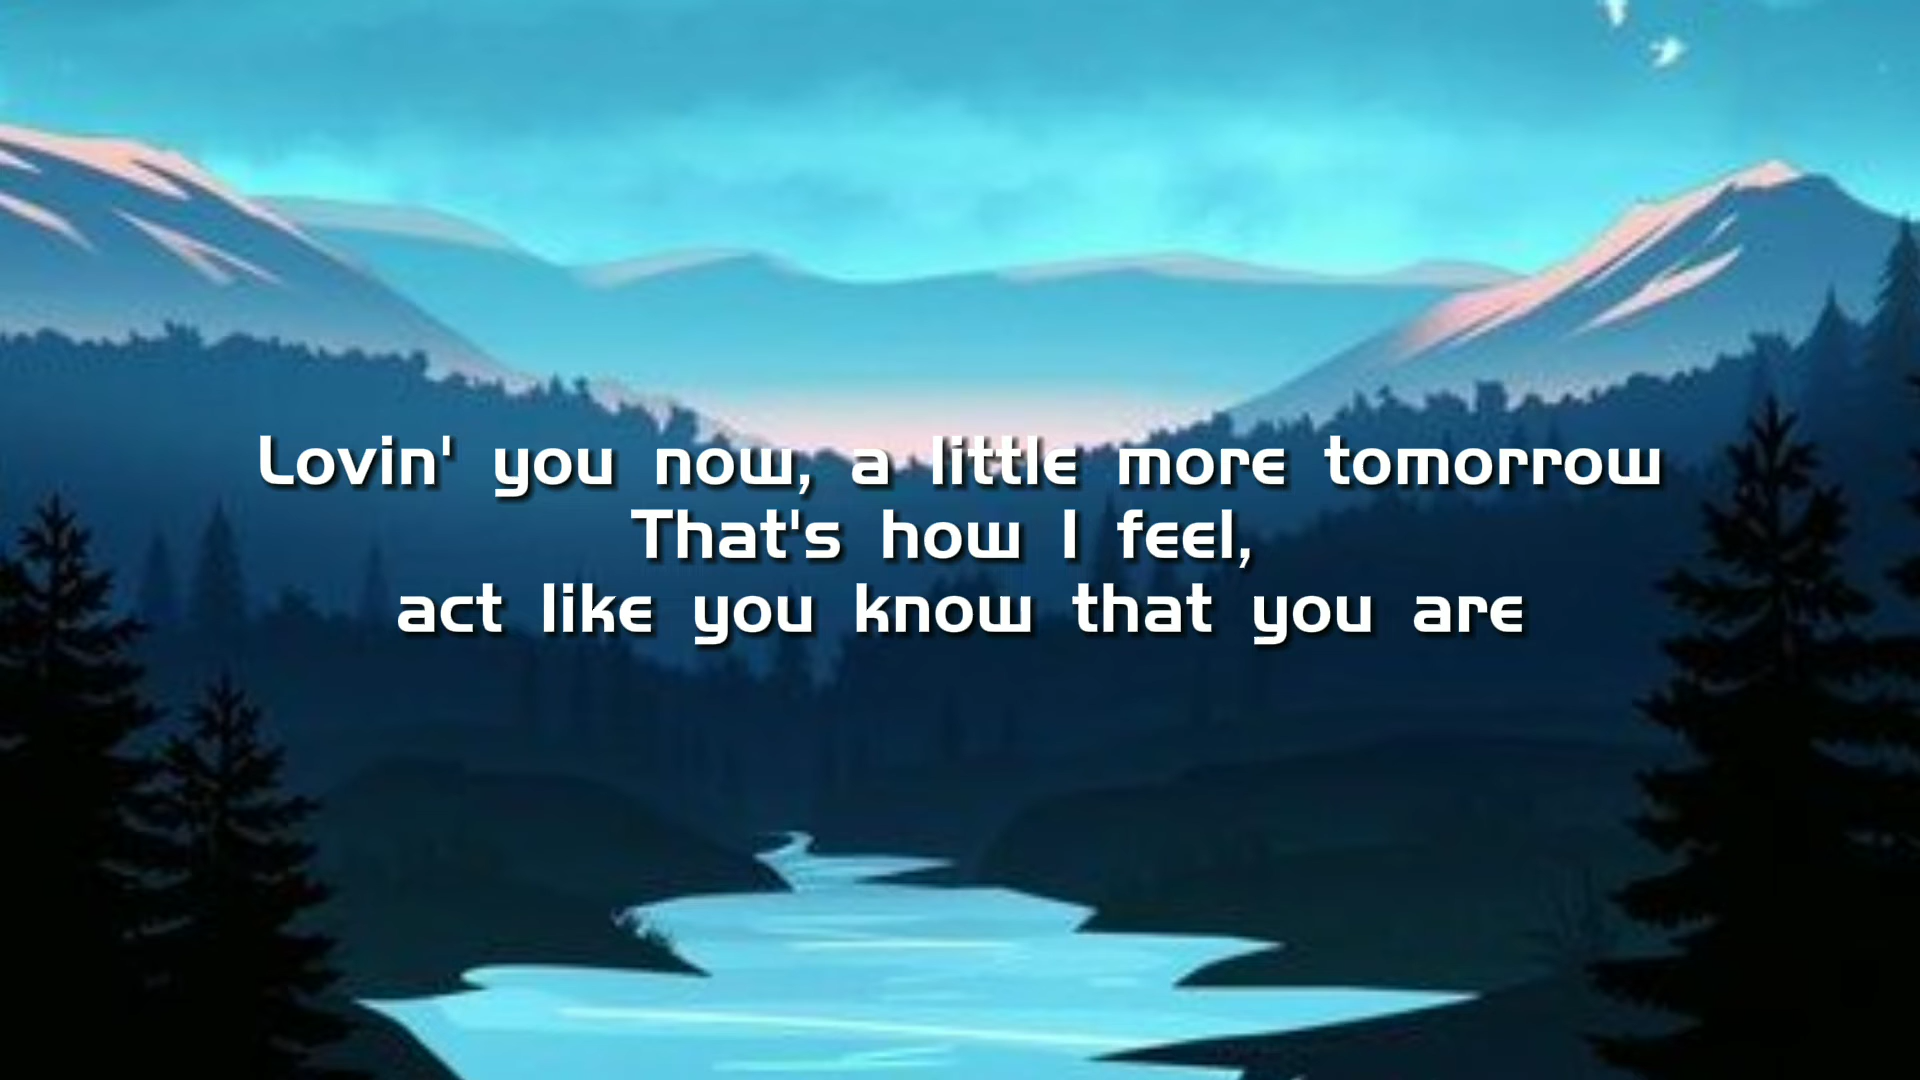 Lovin' you now, a little more tomorrow
That's how I feel,
act like you know that you are